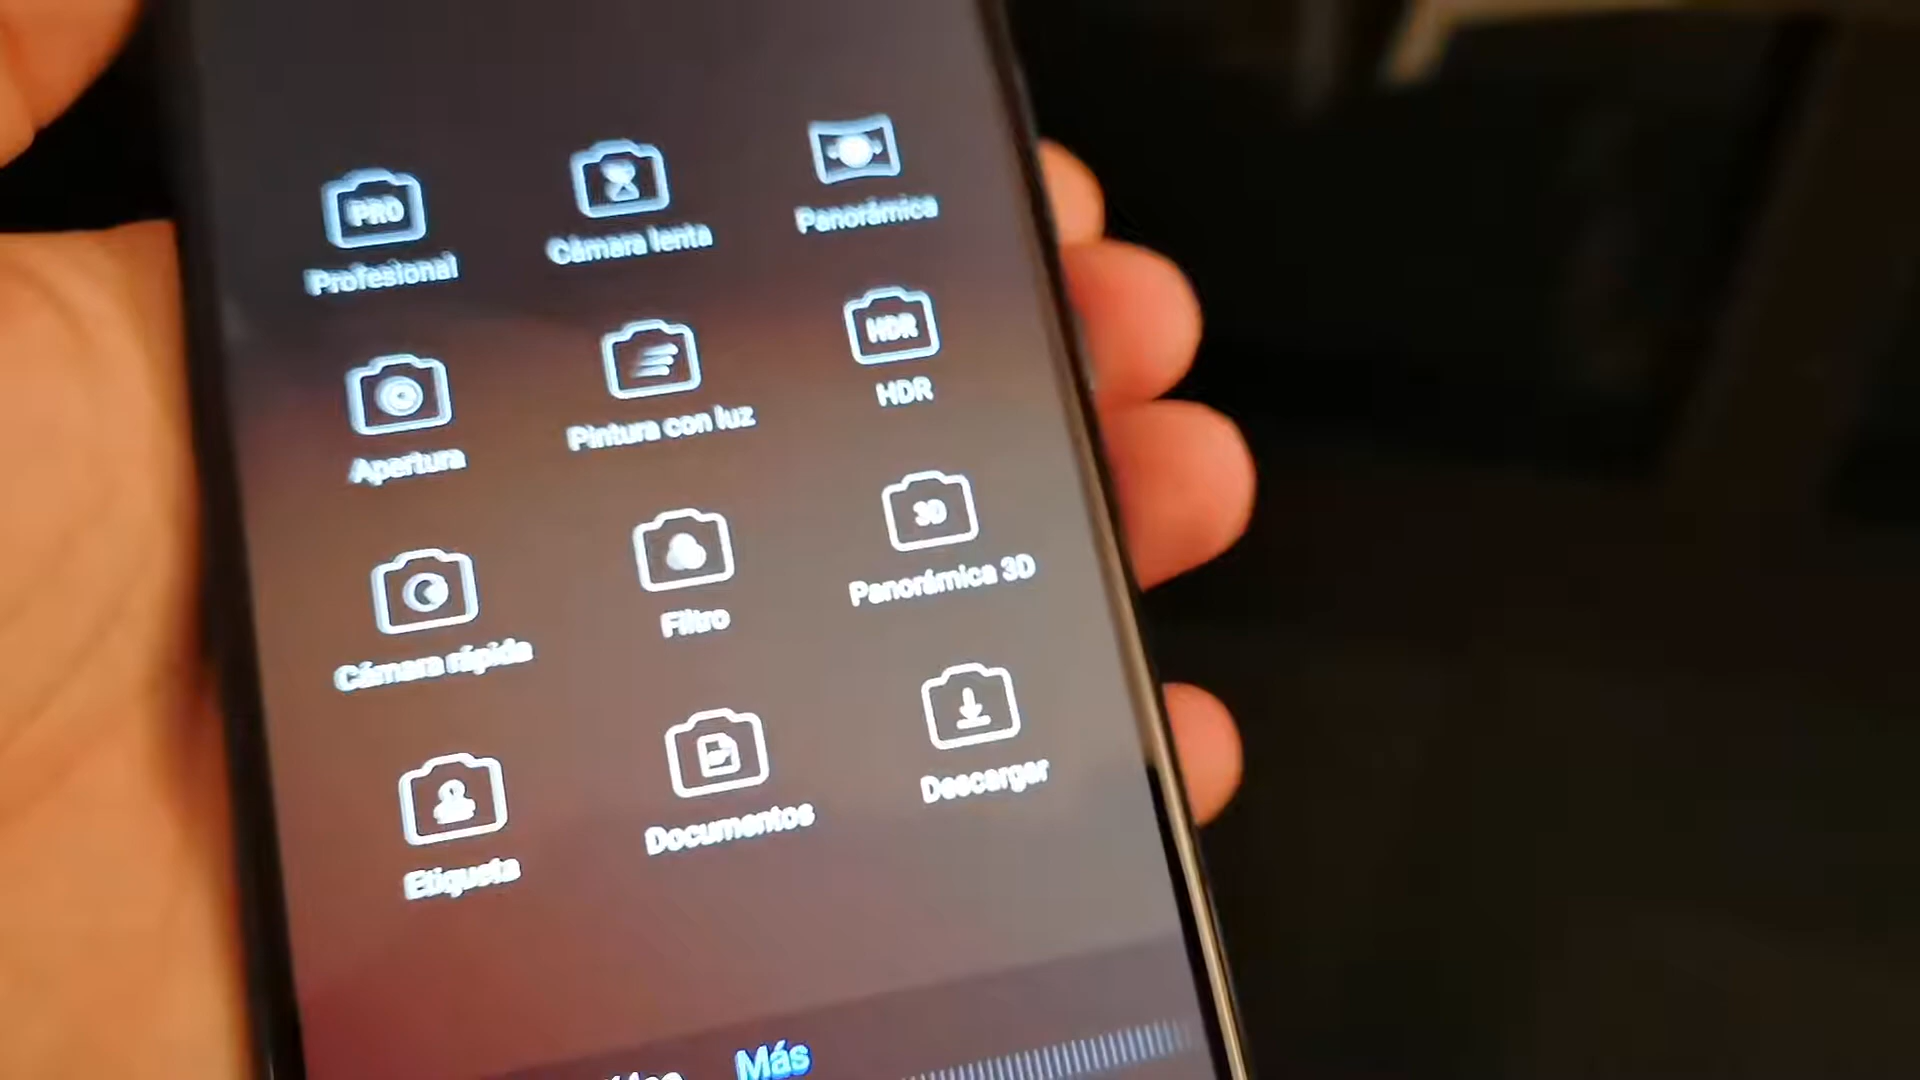 PRO
Profesional
Cámara lenta
Panorámica
Apertura
Pintura con luz
HDR
HDR
Cámara rápida
Filtro
3D
Panorámica 3D
Etiqueta
Documentos
Descargar
Más